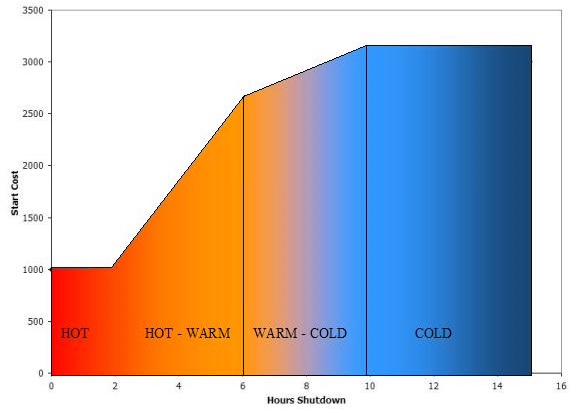 3500
3000
2500
2000
1500
1000
500
0
Start Cost
HOT
HOT - WARM
WARM - COLD
COLD
0 2 4 6 8 10 12 14 16
Hours Shutdown